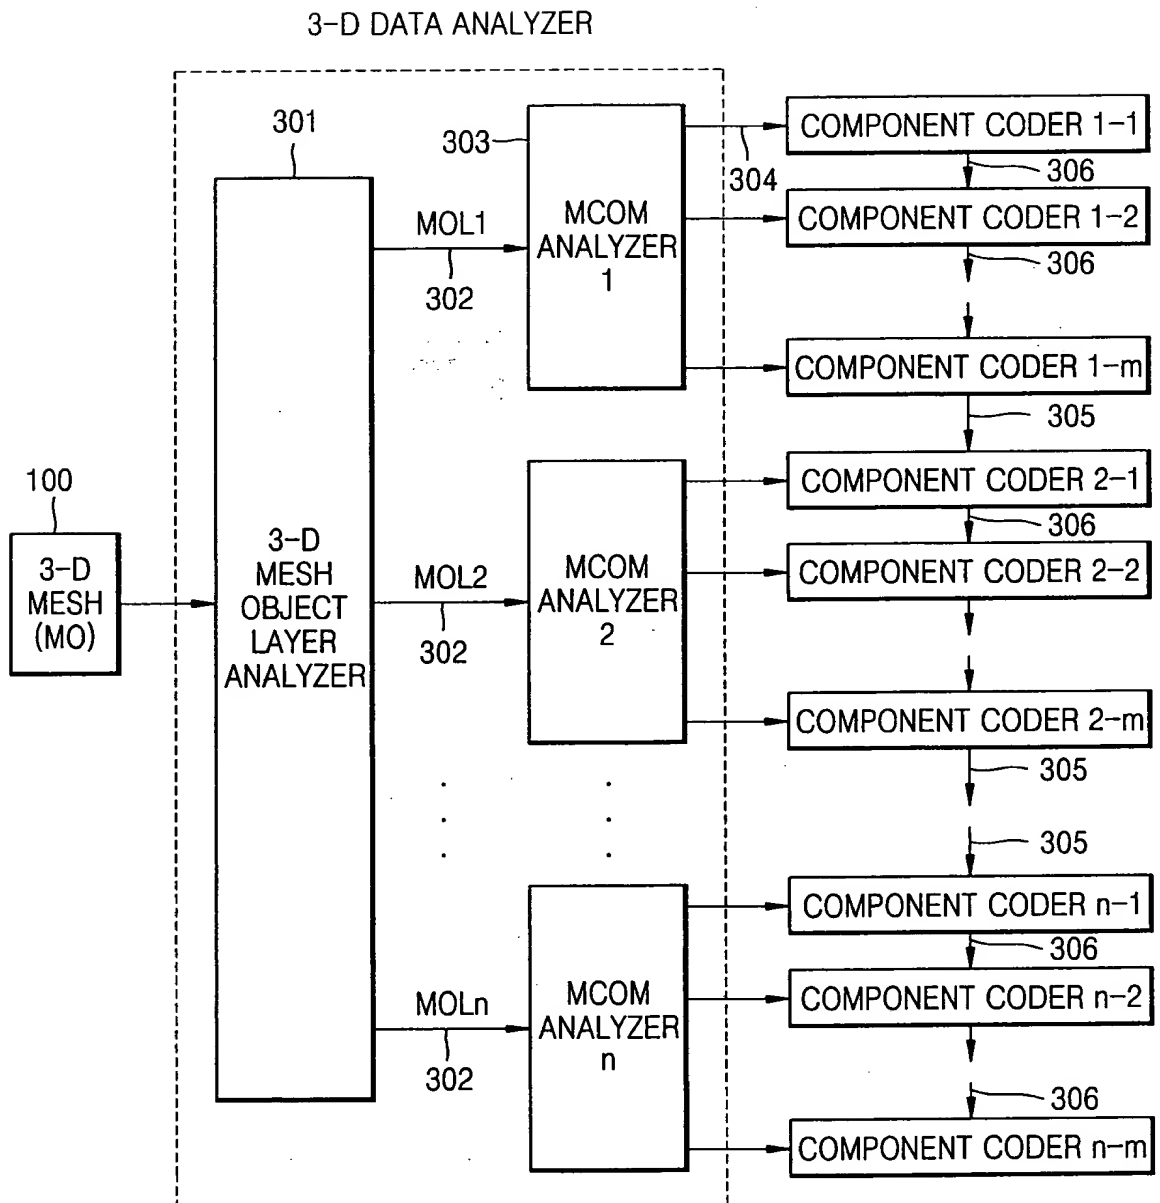 3-D DATA ANALYZER
301
303
304
COMPONENT CODER 1-1
306
COMPONENT CODER 1-2
306
MOL1
302
MCOM
ANALYZER
1
COMPONENT CODER 1-m
305
100
3-D
MESH
(MO)
3-D
MESH
OBJECT
LAYER
ANALYZER
MOL2
302
MCOM
ANALYZER
2
COMPONENT CODER 2-1
306
COMPONENT CODER 2-2
COMPONENT CODER 2-m
305
305
MOLn
302
MCOM
ANALYZER
n
COMPONENT CODER n-1
306
COMPONENT CODER n-2
306
COMPONENT CODER n-m